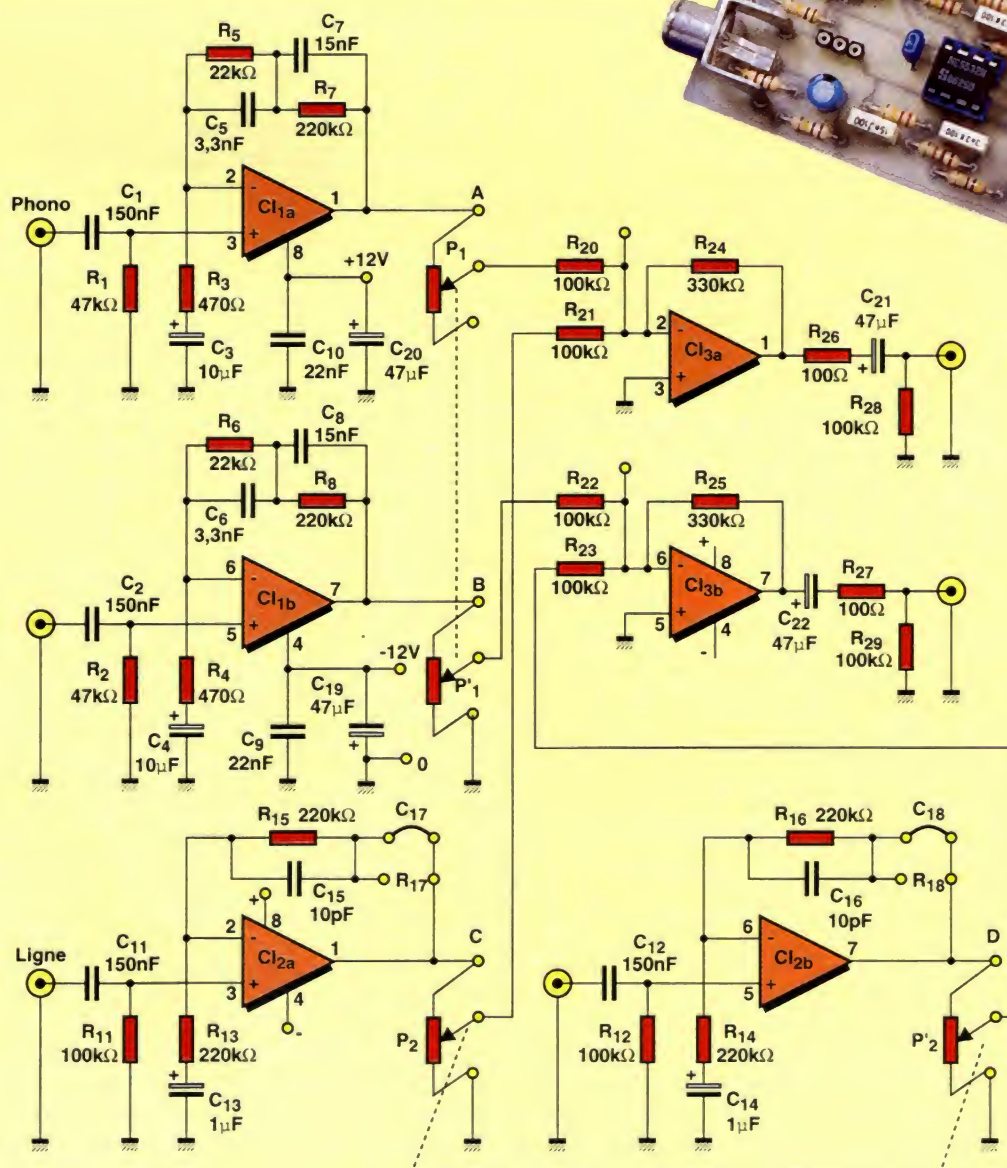 R5
22kΩ
C7
15nF
C5
3,3nF
R7
220kΩ
Phono
C1
150nF
R1
47kΩ
2
-
3
+
CI1a
1
8
R3
470Ω
+
C3
10µF
+12V
C10
22nF
+
C20
47µF
A
P1
R20
100kΩ
R21
100kΩ
R24
330kΩ
2
-
3
+
CI3a
1
R26
100Ω
C21
47µF
+
R28
100kΩ
R6
22kΩ
C8
15nF
C6
3,3nF
R8
220kΩ
C2
150nF
R2
47kΩ
6
-
5
+
CI1b
7
4
R4
470Ω
+
C4
10µF
-12V
C9
22nF
C19
47µF
+
0
B
P'1
R22
100kΩ
R23
100kΩ
R25
330kΩ
+
8
6
-
5
+
CI3b
7
4
-
+
C22
47µF
R27
100Ω
R29
100kΩ
R15 220kΩ
C17
C15
10pF
R17
+
8
Ligne
C11
150nF
R11
100kΩ
2
-
3
+
CI2a
1
4
-
R13
220kΩ
+
C13
1µF
C
P2
R16 220kΩ
C18
C16
10pF
R18
C12
150nF
R12
100kΩ
6
-
5
+
CI2b
7
R14
220kΩ
+
C14
1µF
D
P'2
NE5532N